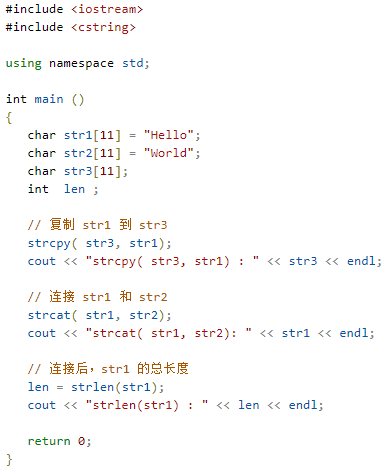 #include <iostream>
#include <cstring>
using namespace std;
int main ()
{
char str1[11] = "Hello";
char str2[11] = "World";
char str3[11];
int  len ;
// 复制 str1 到 str3
strcpy( str3, str1);
cout << "strcpy( str3, str1) : " << str3 << endl;
// 连接 str1 和 str2
strcat( str1, str2);
cout << "strcat( str1, str2): " << str1 << endl;
// 连接后，str1 的总长度
len = strlen(str1);
cout << "strlen(str1) : " << len << endl;
return 0;
}